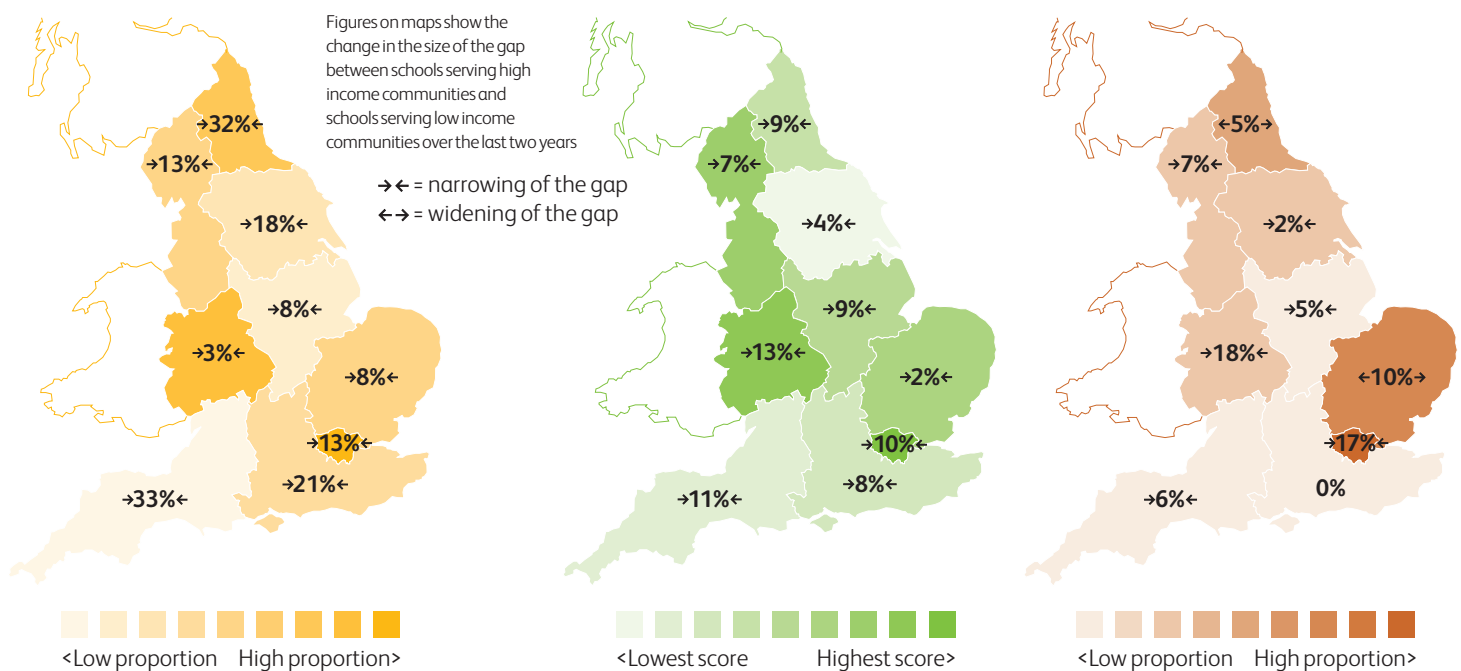 Figures on maps show the
change in the size of the gap
between schools serving high
income communities and
schools serving low income
communities over the last two years
→← = narrowing of the gap
←→ = widening of the gap
→32%←
→13%←
→18%←
→8%←
→3%←
→8%←
→13%←
→21%←
→33%←
<Low proportion High proportion>
→9%←
→7%←
→4%←
→9%←
→13%←
→2%←
→10%←
→8%←
→11%←
<Lowest score Highest score>
←5%→
→7%←
→2%←
→5%←
→18%←
←10%→
→17%←
0%
→6%←
<Low proportion High proportion>